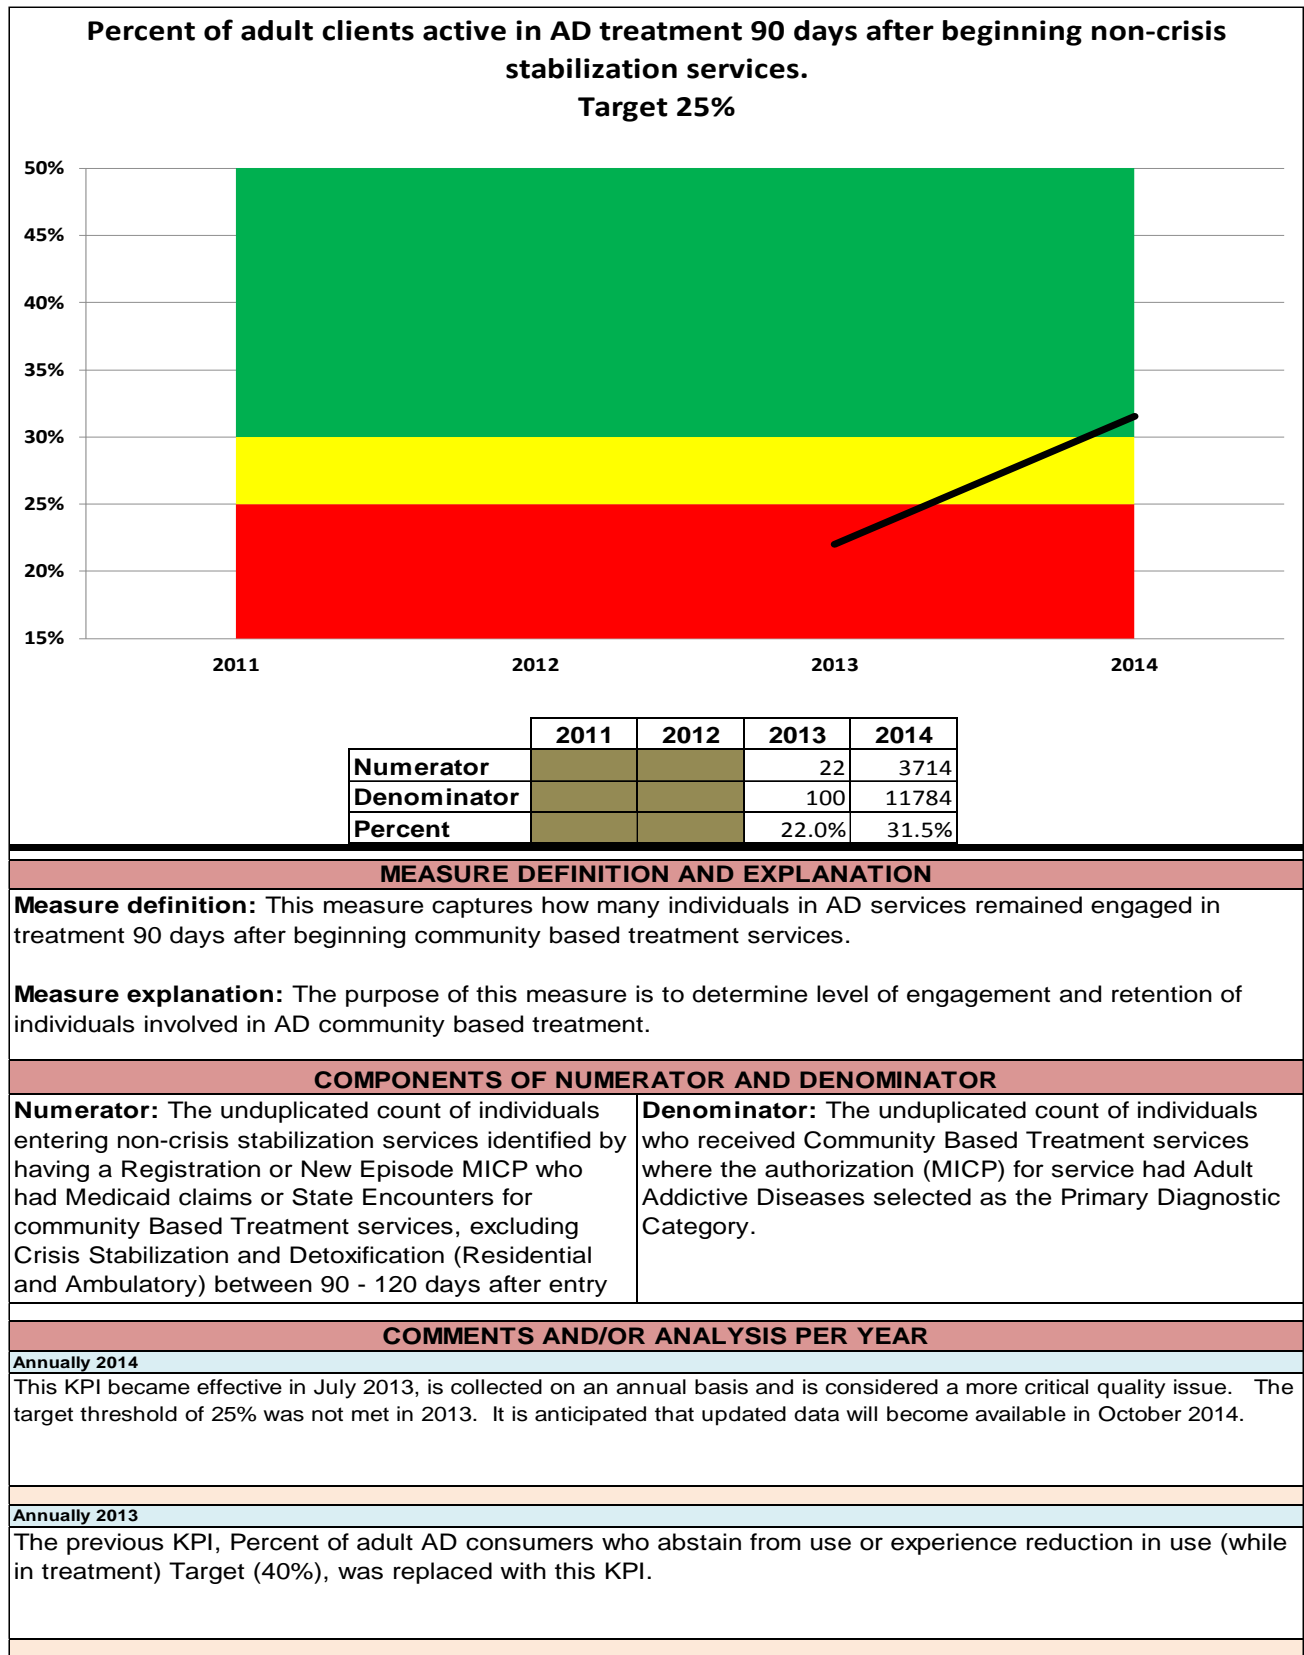 Percent of adult clients active in AD treatment 90 days after beginning non-crisis
stabilization services.
Target 25%
50%
45%
40%
35%
30%
25%
20%
15%
2011 2012 2013 2014
2011 2012 2013 2014
Numerator 22 3714
Denominator 100 11784
Percent 22.0% 31.5%
MEASURE DEFINITION AND EXPLANATION
Measure definition: This measure captures how many individuals in AD services remained engaged in
treatment 90 days after beginning community based treatment services.
Measure explanation: The purpose of this measure is to determine level of engagement and retention of
individuals involved in AD community based treatment.
COMPONENTS OF NUMERATOR AND DENOMINATOR
Numerator: The unduplicated count of individuals
entering non-crisis stabilization services identified by
having a Registration or New Episode MICP who
had Medicaid claims or State Encounters for
community Based Treatment services, excluding
Crisis Stabilization and Detoxification (Residential
and Ambulatory) between 90 - 120 days after entry
Denominator: The unduplicated count of individuals
who received Community Based Treatment services
where the authorization (MICP) for service had Adult
Addictive Diseases selected as the Primary Diagnostic
Category.
COMMENTS AND/OR ANALYSIS PER YEAR
Annually 2014
This KPI became effective in July 2013, is collected on an annual basis and is considered a more critical quality issue. The
target threshold of 25% was not met in 2013. It is anticipated that updated data will become available in October 2014.
Annually 2013
The previous KPI, Percent of adult AD consumers who abstain from use or experience reduction in use (while
in treatment) Target (40%), was replaced with this KPI.